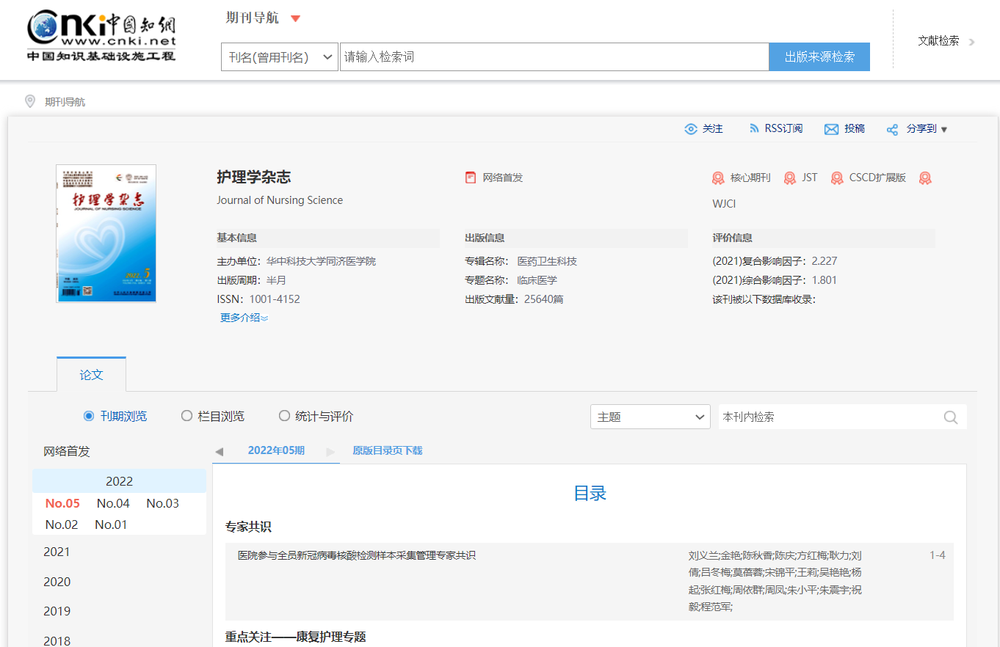 cnki中国知网
www.cnki.net
中国知识基础设施工程
期刊导航
刊名(曾用刊名)
请输入检索词
出版来源检索
文献检索
期刊导航
关注
RSS订阅
投稿
分享到
护理学杂志
JOURNAL OF NURSING SCIENCE
2022.5
护理学杂志
Journal of Nursing Science
网络首发
核心期刊
JST
CSCD扩展版
WJCI
基本信息
主办单位：华中科技大学同济医学院
出版周期：半月
ISSN：1001-4152
更多介绍
出版信息
专辑名称：医药卫生科技
专题名称：临床医学
出版文献量：25640篇
评价信息
(2021)复合影响因子：2.227
(2021)综合影响因子：1.801
该刊被以下数据库收录：
论文
刊期浏览
栏目浏览
统计与评价
主题
本刊内检索
网络首发
2022
No.05 No.04 No.03
No.02 No.01
2021
2020
2019
2018
2022年05期
原版目录页下载
目录
专家共识
医院参与全员新冠病毒核酸检测样本采集管理专家共识
刘义兰;金艳;陈秋香;陈庆;方红梅;耿力;刘
倩;吕冬梅;莫蓓蓉;宋锦平;王莉;吴艳艳;杨
起;张红梅;周依群;周凤;朱小平;朱震宇;祝
毅;程范军;
1-4
重点关注——康复护理专题